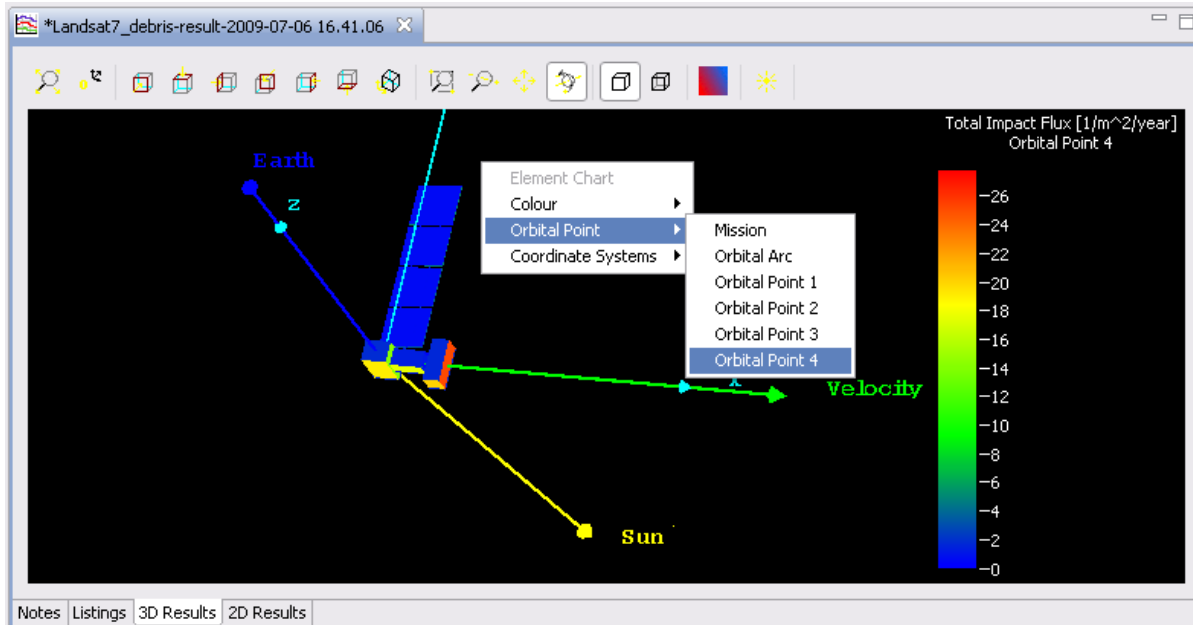 *Landsat7_debris-result-2009-07-06 16.41.06
Total Impact Flux [1/m^2/year]
Orbital Point 4
Earth
z
Element Chart
Colour
Orbital Point
Coordinate Systems
Mission
Orbital Arc
Orbital Point 1
Orbital Point 2
Orbital Point 3
Orbital Point 4
X
Velocity
Sun
26
24
22
20
18
16
14
12
10
8
6
4
2
0
Notes
Listings
3D Results
2D Results